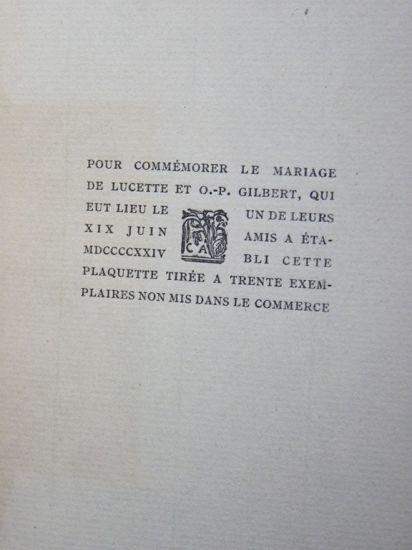 POUR COMMÉMORER LE MARIAGE
DE LUCETTE ET O.-P. GILBERT, QUI
EUT LIEU LE UN DE LEURS
XIX JUIN AMIS A ÉTA-
MDCCCCXXIV BLI CETTE
C A
PLAQUETTE TIRÉE A TRENTE EXEM-
PLAIRES NON MIS DANS LE COMMERCE